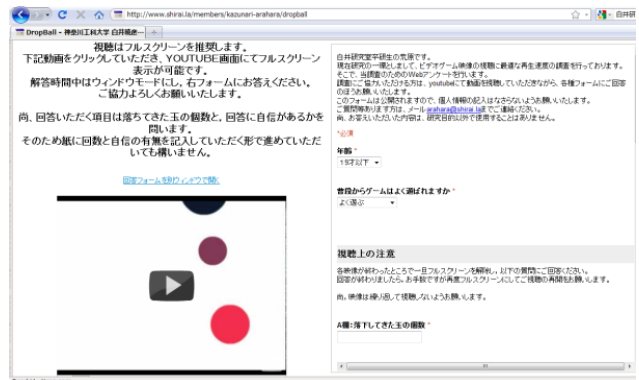 http://www.shirai.la/members/kazunari-arahara/dropball
DropBall - 神奈川工科大学 白井暁彦…
視聴はフルスクリーンを推奨します。
下記動画をクリックしていただき、YOUTUBE画面にてフルスクリーン
表示が可能です。
解答時間中はウィンドウモードにし、右フォームにお答えください。
ご協力よろしくお願いいたします。
尚、回答いただく項目は落ちてきた玉の個数と、回答に自信があるかを
問います。
そのため紙に回数と自信の有無を記入していただく形で進めていただ
いても構いません。
回答フォームを別ウィンドウで開く
白井研究室卒研生の荒原です。
現在研究の一環としまして、ビデオゲーム映像の視聴に最適な再生速度の調査を行っております。
そこで、当調査のためのWebアンケートを行います。
調査にご協力いただける方は、youtubeにて動画を視聴していただきながら、各種フォームにご回答
のほうお願いいたします。
このフォームは公開されますので、個人情報の記入はなさらないようお願いいたします。
ご質問等あります方は、メールarahara@shirai.laまでご連絡ください。
尚、お答えいただいた内容は、研究目的以外で使用することはありません。
*必須
年齢 *
19才以下
普段からゲームはよく遊ばれますか *
よく遊ぶ
視聴上の注意
各映像が終わったところで一旦フルスクリーンを解除し、以下の質問にご回答ください。
回答が終わりましたら、お手数ですが再度フルスクリーンにしてご視聴の再開をお願いします。
尚、映像は繰り返して視聴しないようお願いします。
A欄：落下してきた玉の個数 *